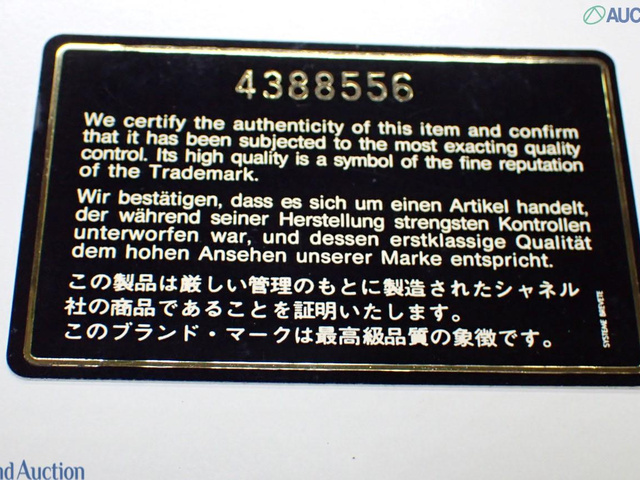 AUC
4388556
We certify the authenticity of this item and confirm
that it has been subjected to the most exacting quality
control. Its high quality is a symbol of the fine reputation
of the Trademark.
Wir bestätigen, dass es sich um einen Artikel handelt,
der während seiner Herstellung strengsten Kontrollen
unterworfen war, und dessen erstklassige Qualität
dem hohen Ansehen unserer Marke entspricht.
この製品は厳しい管理のもとに製造されたシャネル
社の商品であることを証明いたします。
このブランド・マークは最高級品質の象徴です。
SYSTEME BREVETE
nd Auction